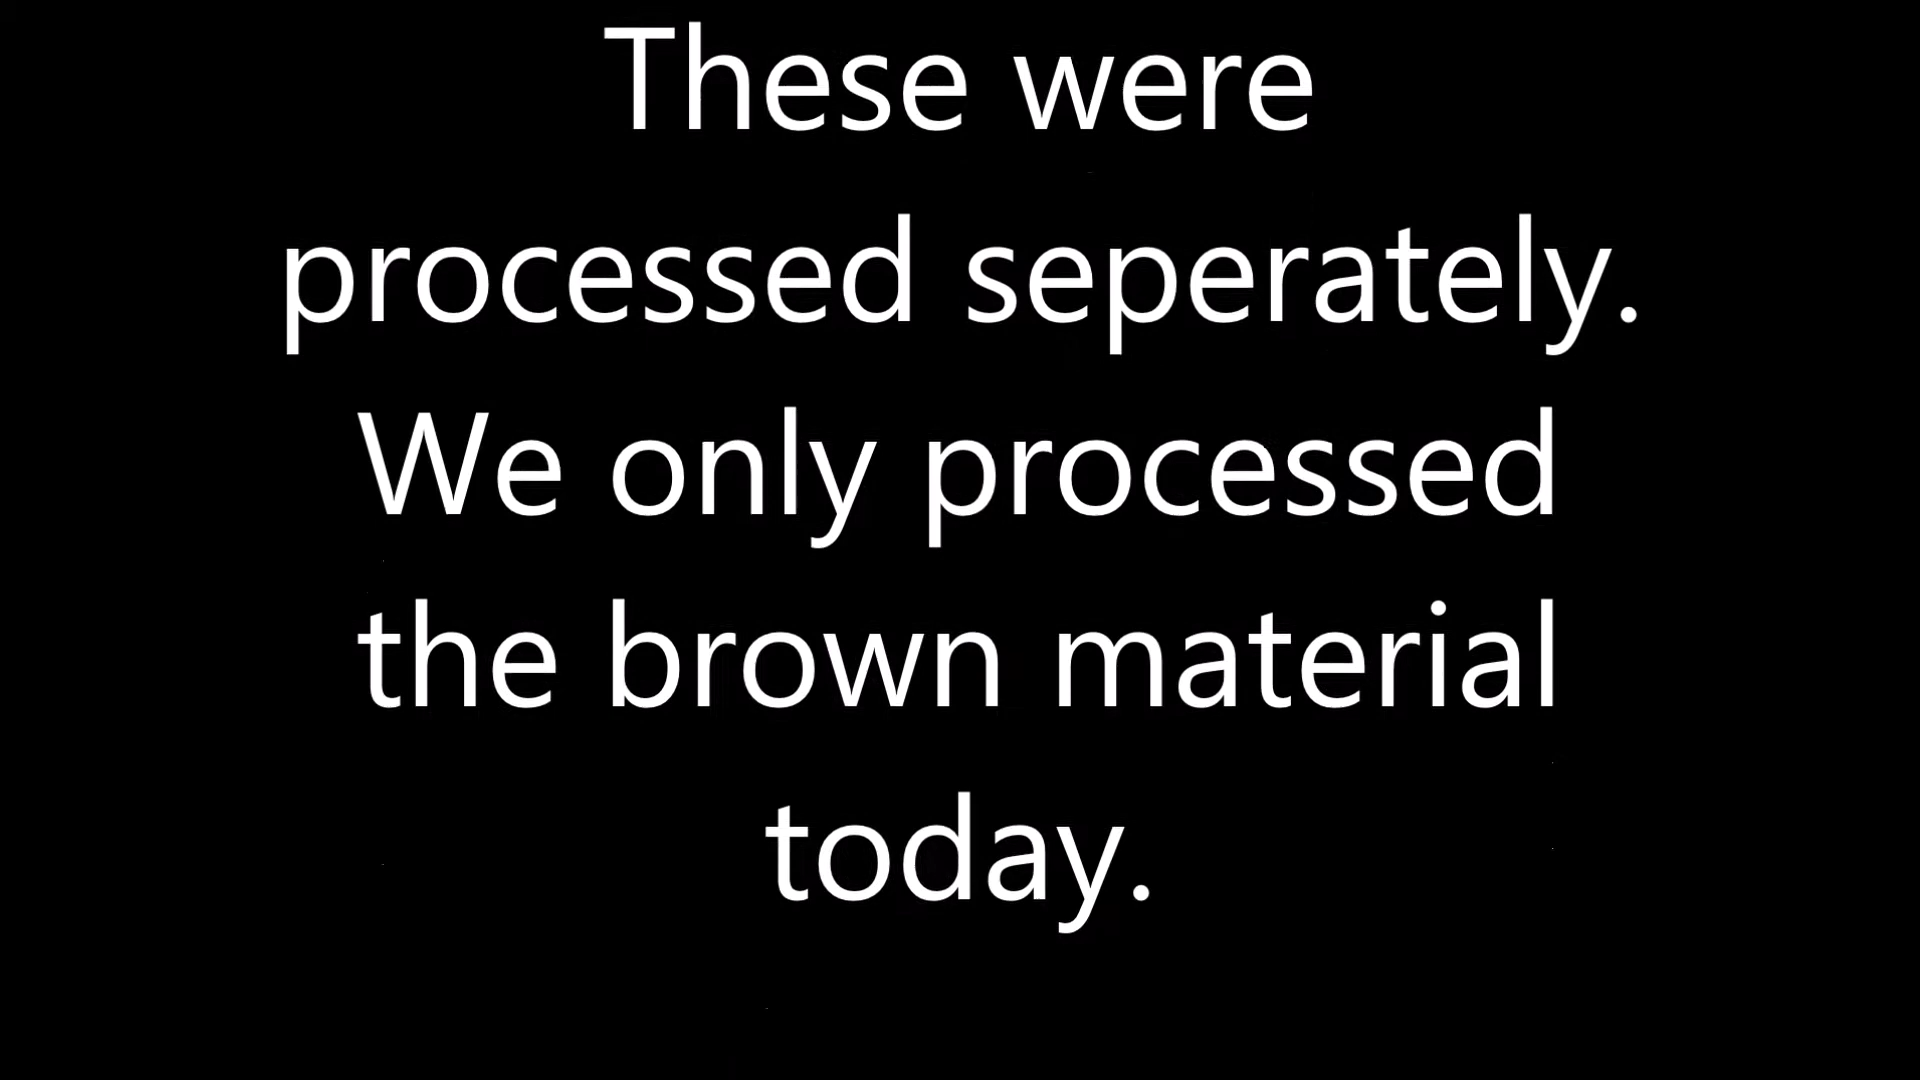 These were
processed seperately.
We only processed
the brown material
today.